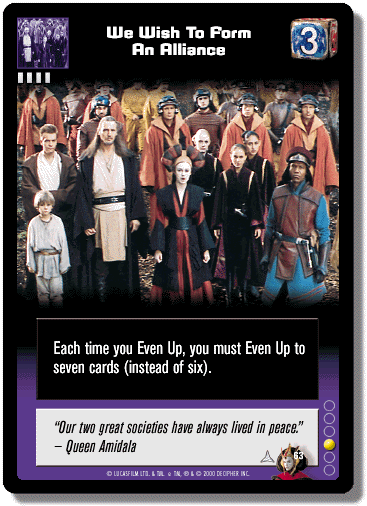 We Wish To Form
An Alliance
3
Each time you Even Up, you must Even Up to
seven cards (instead of six).
“Our two great societies have always lived in peace.”
– Queen Amidala
63
© LUCASFILM LTD. & TM, ® & © 2000 DECIPHER INC.